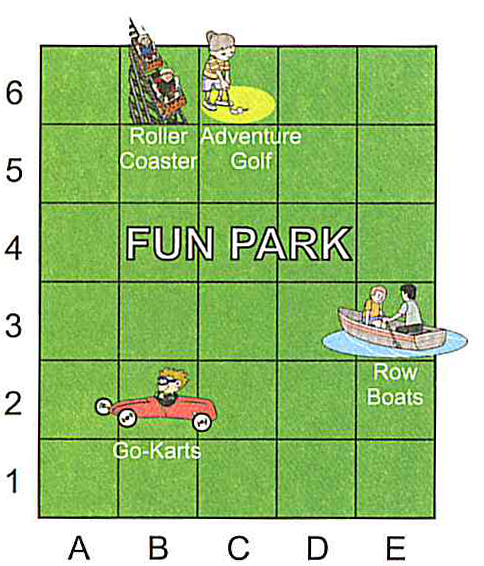 6
Roller Adventure
Coaster Golf
5
FUN PARK
4
3
Row
Boats
2
Go-Karts
1
A B C D E